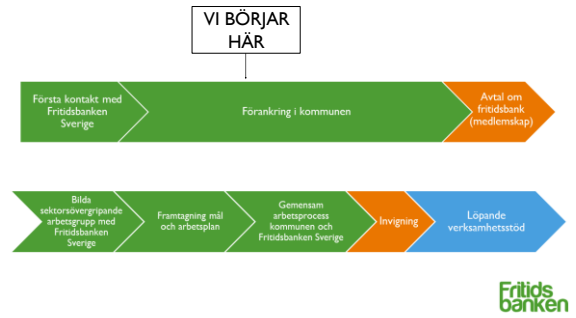 VI BÖRJAR
HÄR
Första kontakt med
Fritidsbanken
Sverige
Förankring i kommunen
Avtal om
fritidsbank
(medlemskap)
Bilda
sektorsövergripande
arbetsgrupp med
Fritidsbanken
Sverige
Framtagning mål
och arbetsplan
Gemensam
arbetsprocess
kommunen och
Fritidsbanken Sverige
Invigning
Löpande
verksamhetsstöd
Fritids
banken